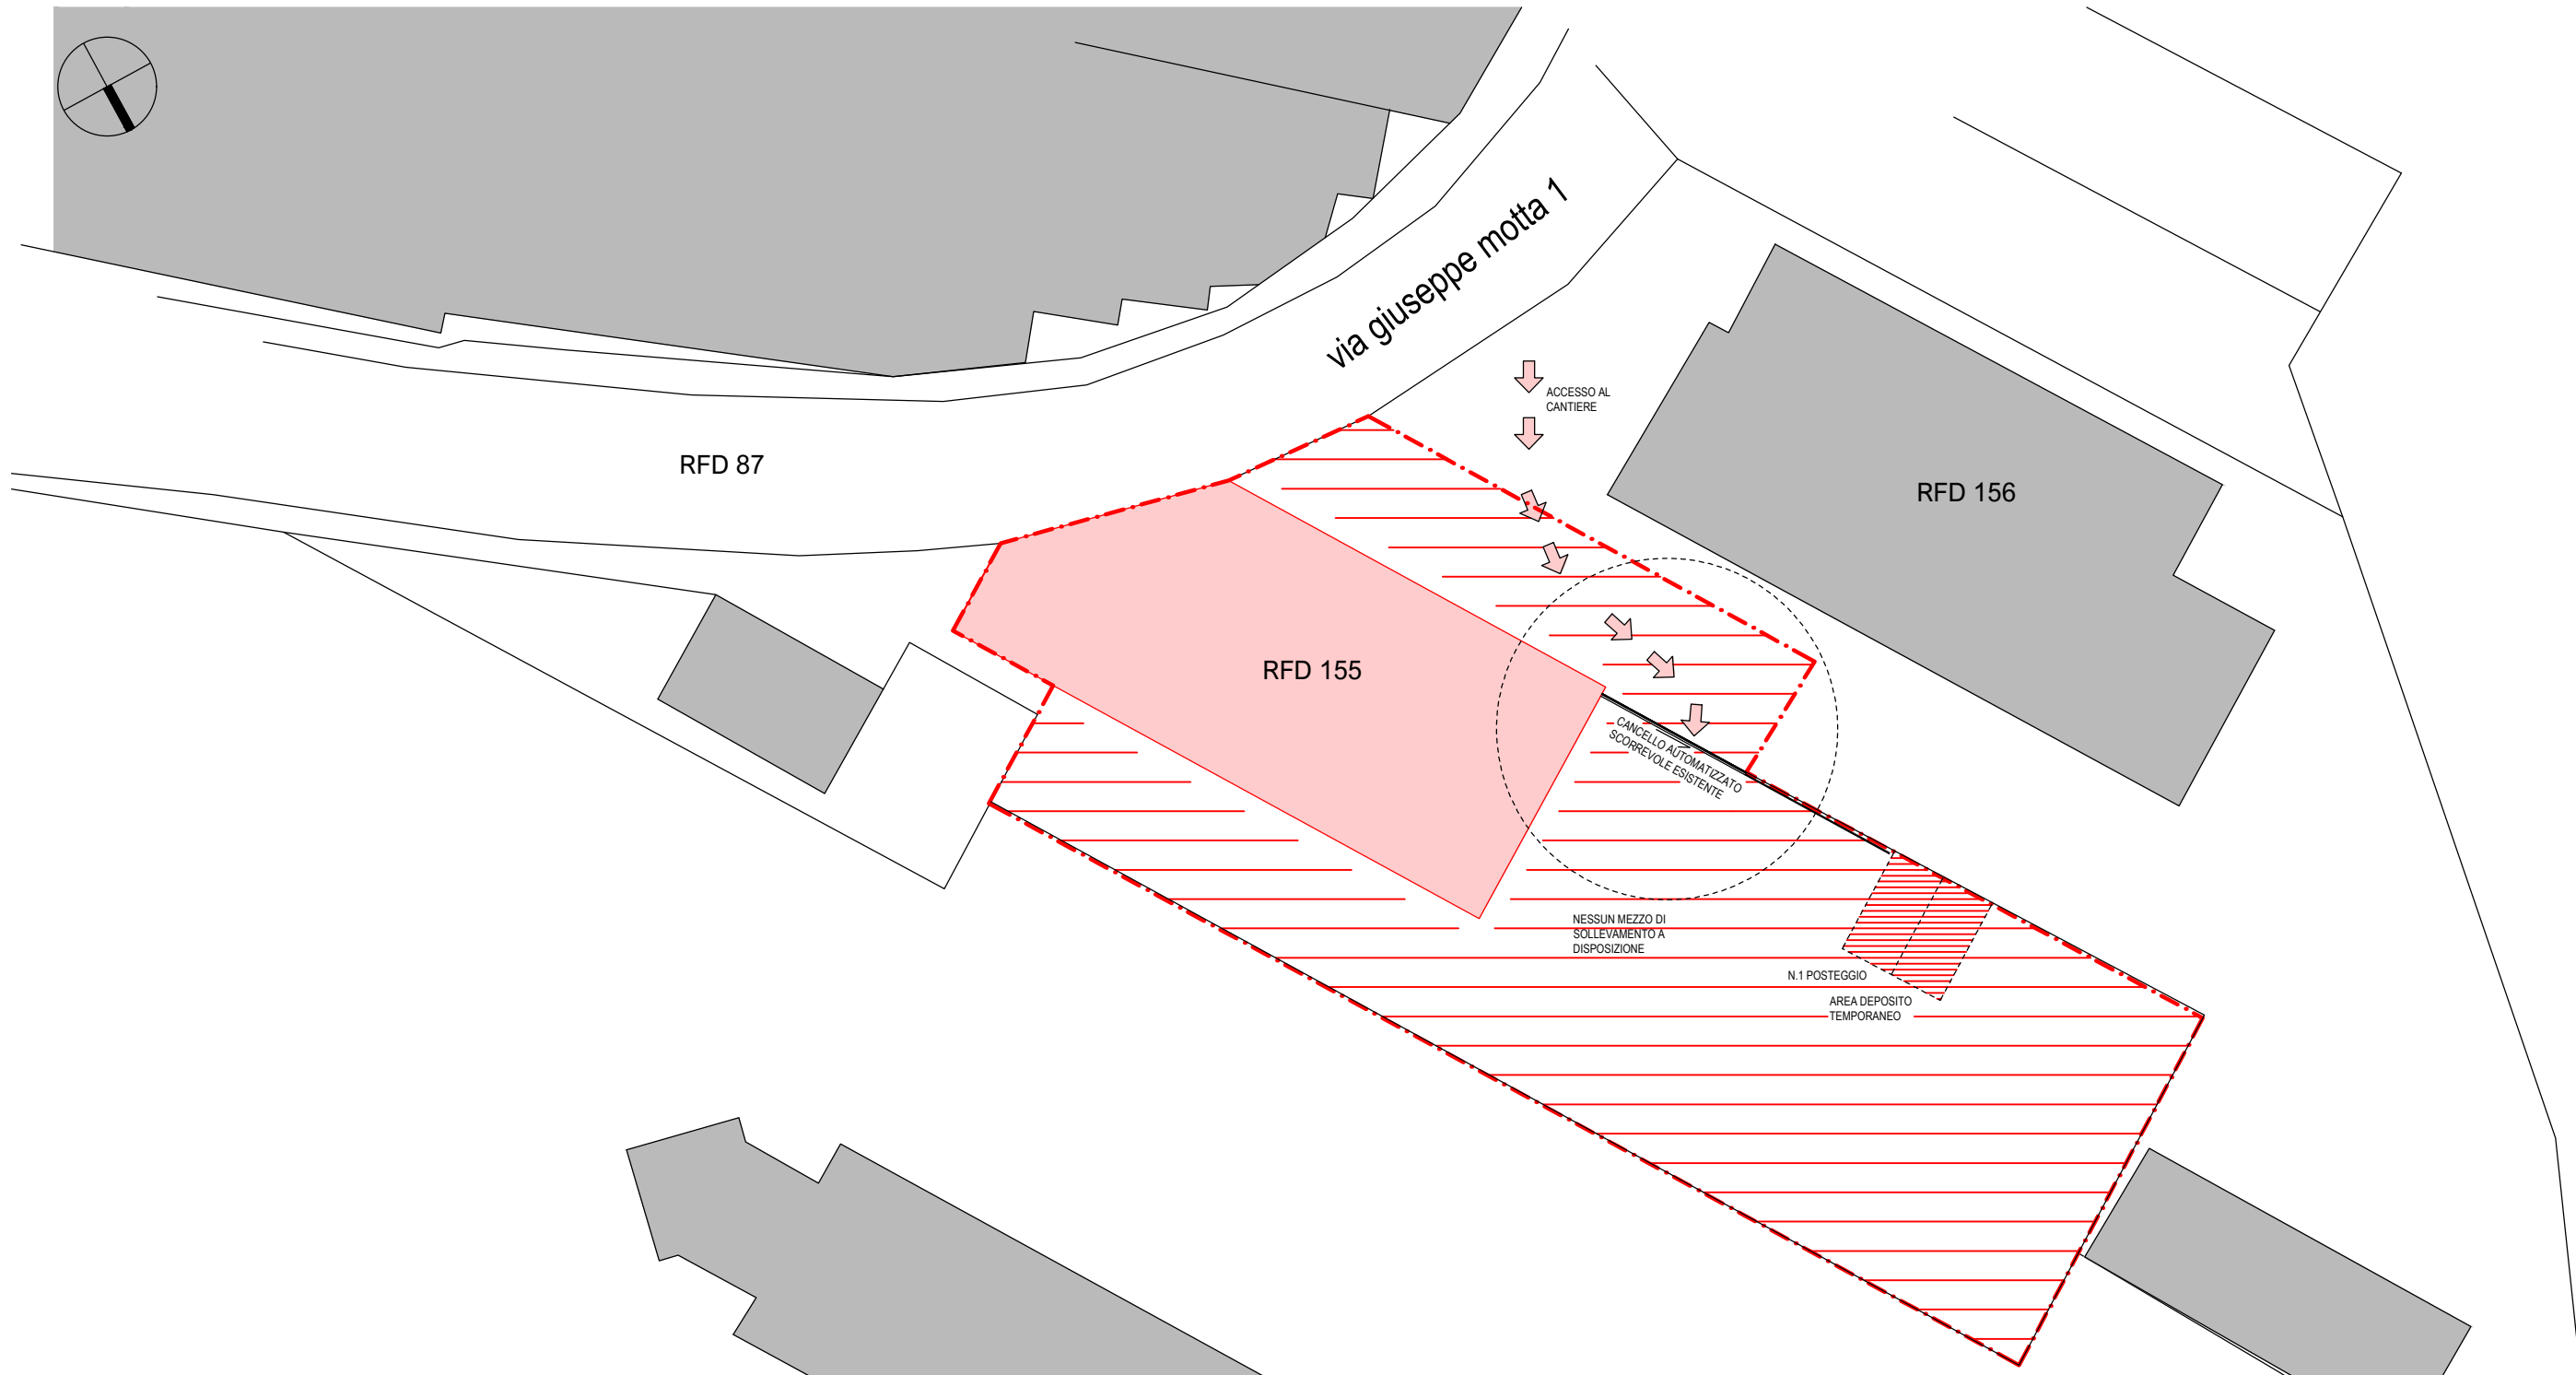 via giuseppe motta 1
ACCESSO AL
CANTIERE
RFD 87
RFD 156
RFD 155
CANCELLO AUTOMATIZZATO
SCORREVOLE ESISTENTE
NESSUN MEZZO DI
SOLLEVAMENTO A
DISPOSIZIONE
N.1 POSTEGGIO
AREA DEPOSITO
TEMPORANEO